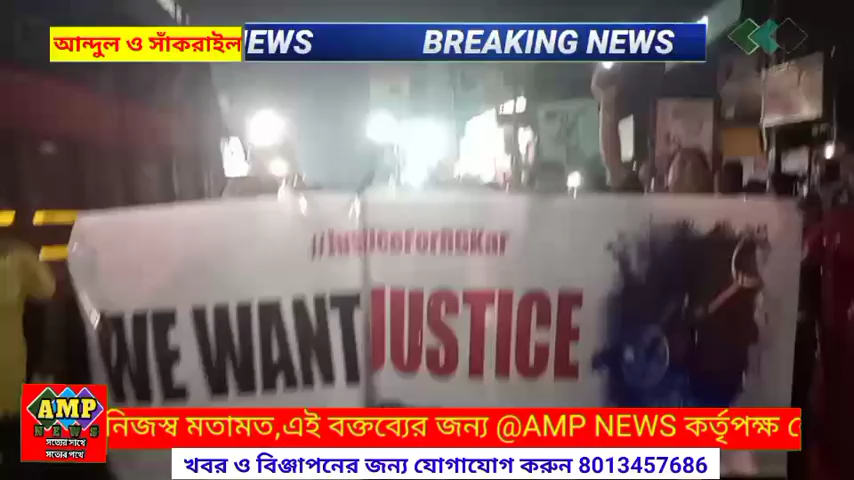 আন্দুল ও সাঁকরাইল
NEWS BREAKING NEWS
#JusticeForRGKar
WE WANT JUSTICE
AMP
NEWS
সত্যের সাথে
সত্যের পথে
নিজস্ব মতামত,এই বক্তব্যের জন্য @AMP NEWS কর্তৃপক্ষ
খবর ও বিজ্ঞাপনের জন্য যোগাযোগ করুন 8013457686